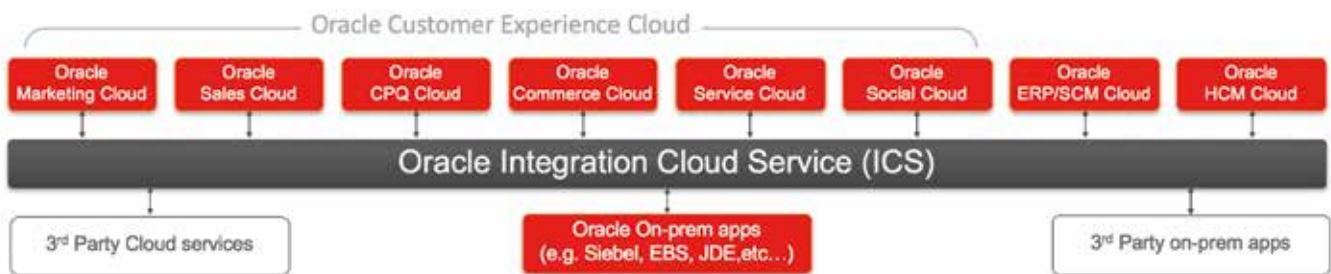 Oracle Customer Experience Cloud
Oracle
Marketing Cloud
Oracle
Sales Cloud
Oracle
CPQ Cloud
Oracle
Commerce Cloud
Oracle
Service Cloud
Oracle
Social Cloud
Oracle
ERP/SCM Cloud
Oracle
HCM Cloud
Oracle Integration Cloud Service (ICS)
3rd Party Cloud services
Oracle On-prem apps
(e.g. Siebel, EBS, JDE,etc...)
3rd Party on-prem apps